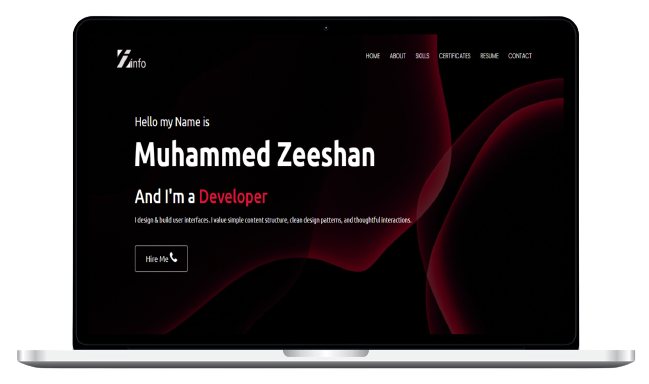 Zinfo
HOME ABOUT SKILLS CERTIFICATES RESUME CONTACT
Hello my Name is
Muhammed Zeeshan
And I'm a Developer
I design & build user interfaces. I value simple content structure, clean design patterns, and thoughtful interactions.
Hire Me